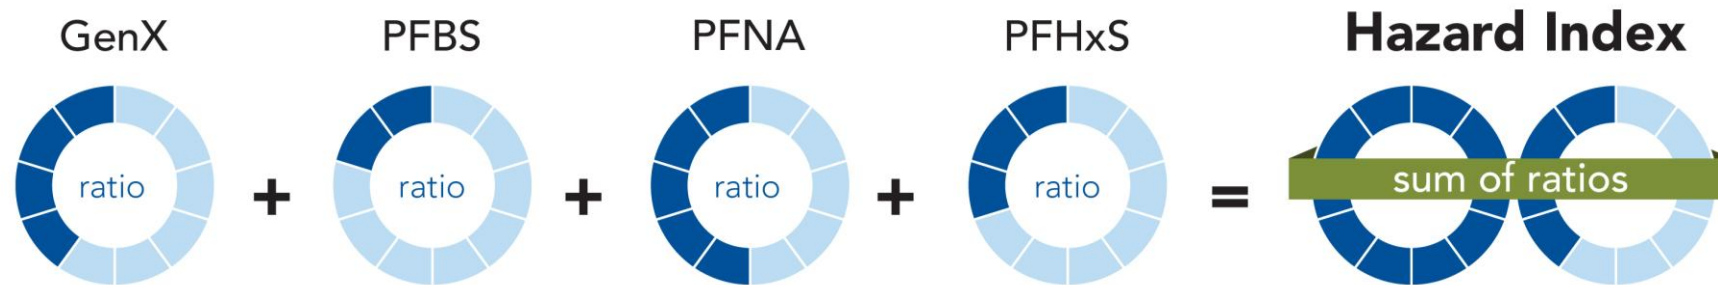 GenX
PFBS
PFNA
PFHxS
Hazard Index
ratio
+
ratio
+
ratio
+
ratio
=
sum of ratios